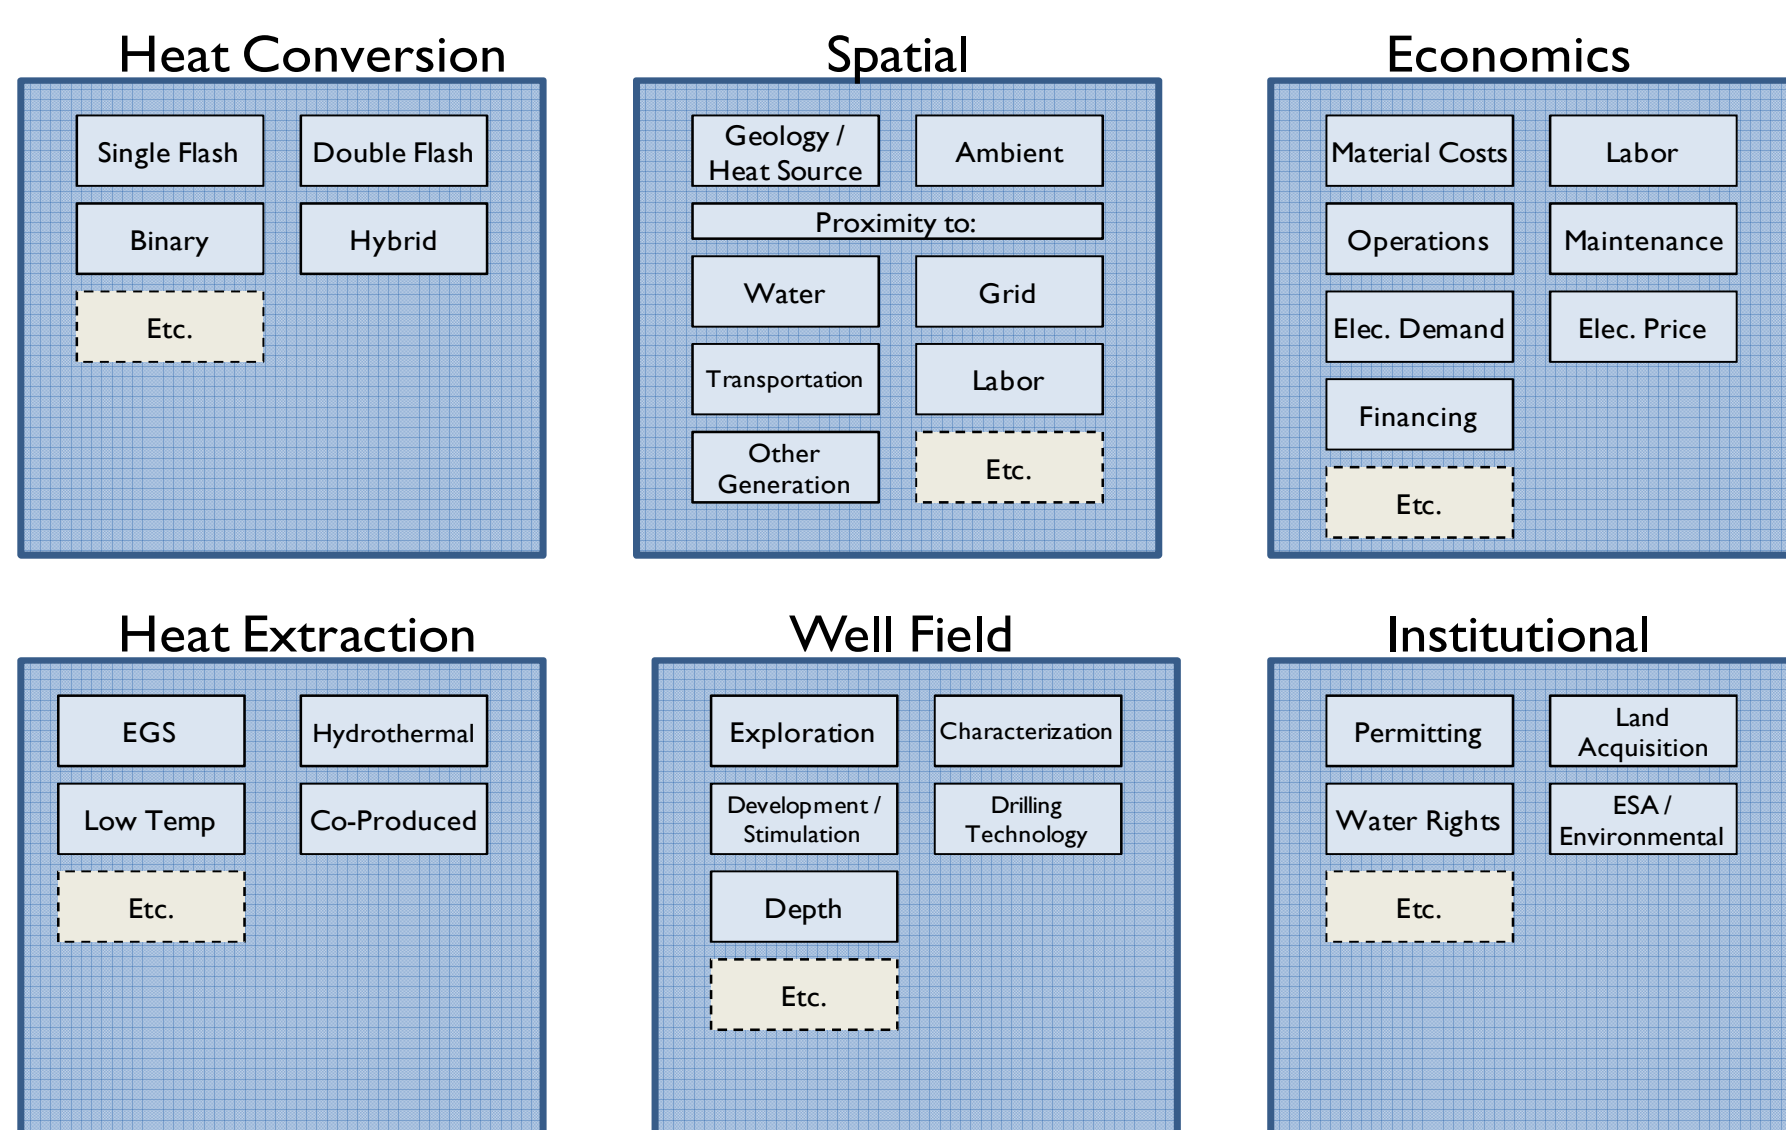 Heat Conversion
Single Flash
Double Flash
Binary
Hybrid
Etc.
Spatial
Geology /
Heat Source
Ambient
Proximity to:
Water
Grid
Transportation
Labor
Other
Generation
Etc.
Economics
Material Costs
Labor
Operations
Maintenance
Elec. Demand
Elec. Price
Financing
Etc.
Heat Extraction
EGS
Hydrothermal
Low Temp
Co-Produced
Etc.
Well Field
Exploration
Characterization
Development /
Stimulation
Drilling
Technology
Depth
Etc.
Institutional
Permitting
Land
Acquisition
Water Rights
ESA /
Environmental
Etc.